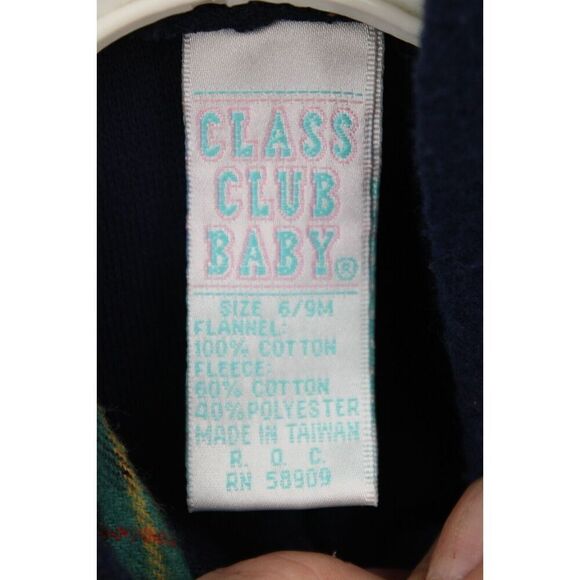 CLASS
CLUB
BABY®
SIZE 6/9M
FLANNEL:
100% COTTON
FLEECE:
60% COTTON
40% POLYESTER
MADE IN TAIWAN
R. O. C.
RN 58909